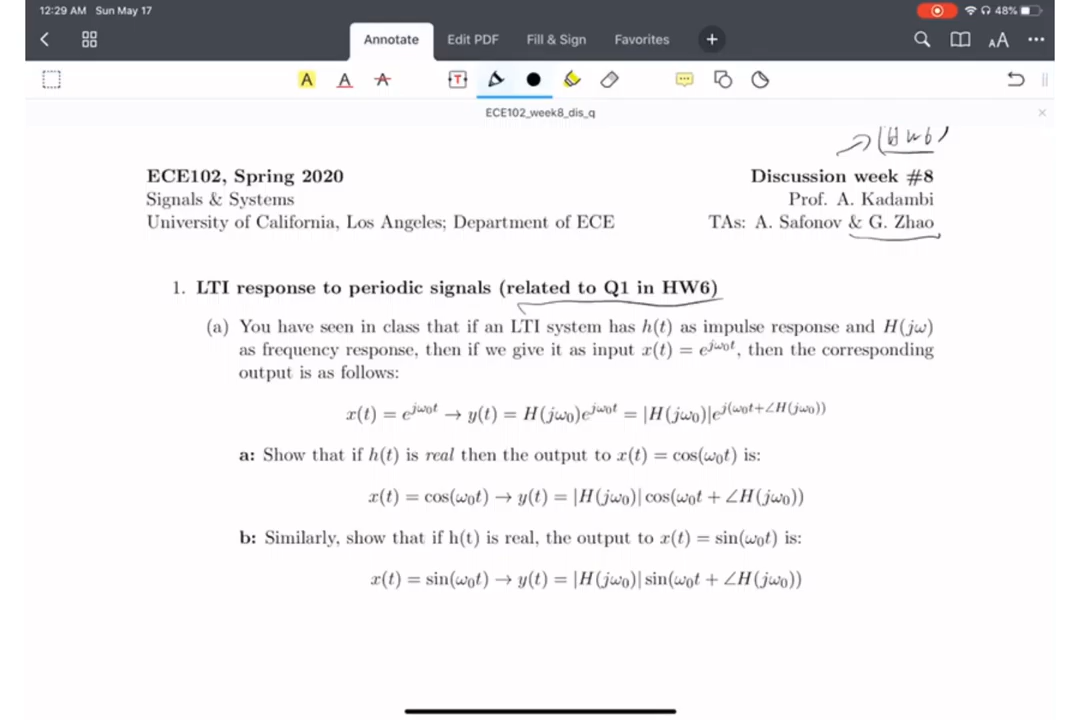 12:29 AM Sun May 17
48%
Annotate Edit PDF Fill & Sign Favorites +
A A A T
AA
ECE102_week8_dis_q
(HW6)
ECE102, Spring 2020 Discussion week #8
Signals & Systems Prof. A. Kadambi
University of California, Los Angeles; Department of ECE TAs: A. Safonov & G. Zhao
1. LTI response to periodic signals (related to Q1 in HW6)
(a) You have seen in class that if an LTI system has h(t) as impulse response and H(jω)
as frequency response, then if we give it as input x(t) = e^{jω₀t}, then the corresponding
output is as follows:
x(t) = e^{jω₀t} → y(t) = H(jω₀)e^{jω₀t} = |H(jω₀)|e^{j(ω₀t+∠H(jω₀))}
a: Show that if h(t) is real then the output to x(t) = cos(ω₀t) is:
x(t) = cos(ω₀t) → y(t) = |H(jω₀)| cos(ω₀t + ∠H(jω₀))
b: Similarly, show that if h(t) is real, the output to x(t) = sin(ω₀t) is:
x(t) = sin(ω₀t) → y(t) = |H(jω₀)| sin(ω₀t + ∠H(jω₀))